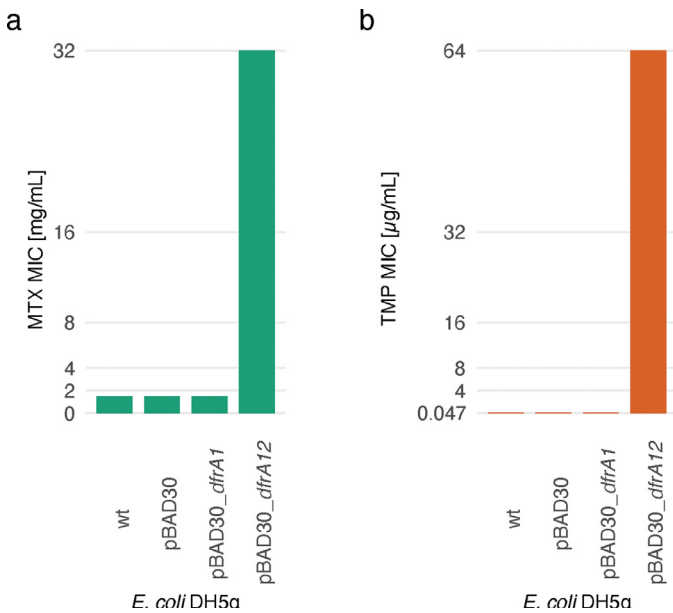 a
MTX MIC [mg/mL]
32
16
8
4
2
0
wt
pBAD30
pBAD30_dfrA1
pBAD30_dfrA12
E. coli DH5α
b
TMP MIC [µg/mL]
64
32
16
8
4
0.047
wt
pBAD30
pBAD30_dfrA1
pBAD30_dfrA12
E. coli DH5α